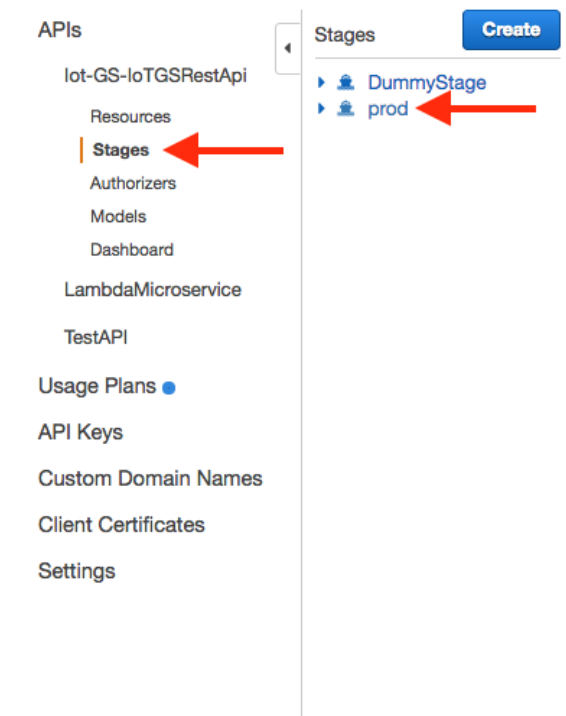 APIs
Iot-GS-IoTGSRestApi
Resources
Stages
Authorizers
Models
Dashboard
LambdaMicroservice
TestAPI
Usage Plans
API Keys
Custom Domain Names
Client Certificates
Settings
Stages
Create
DummyStage
prod